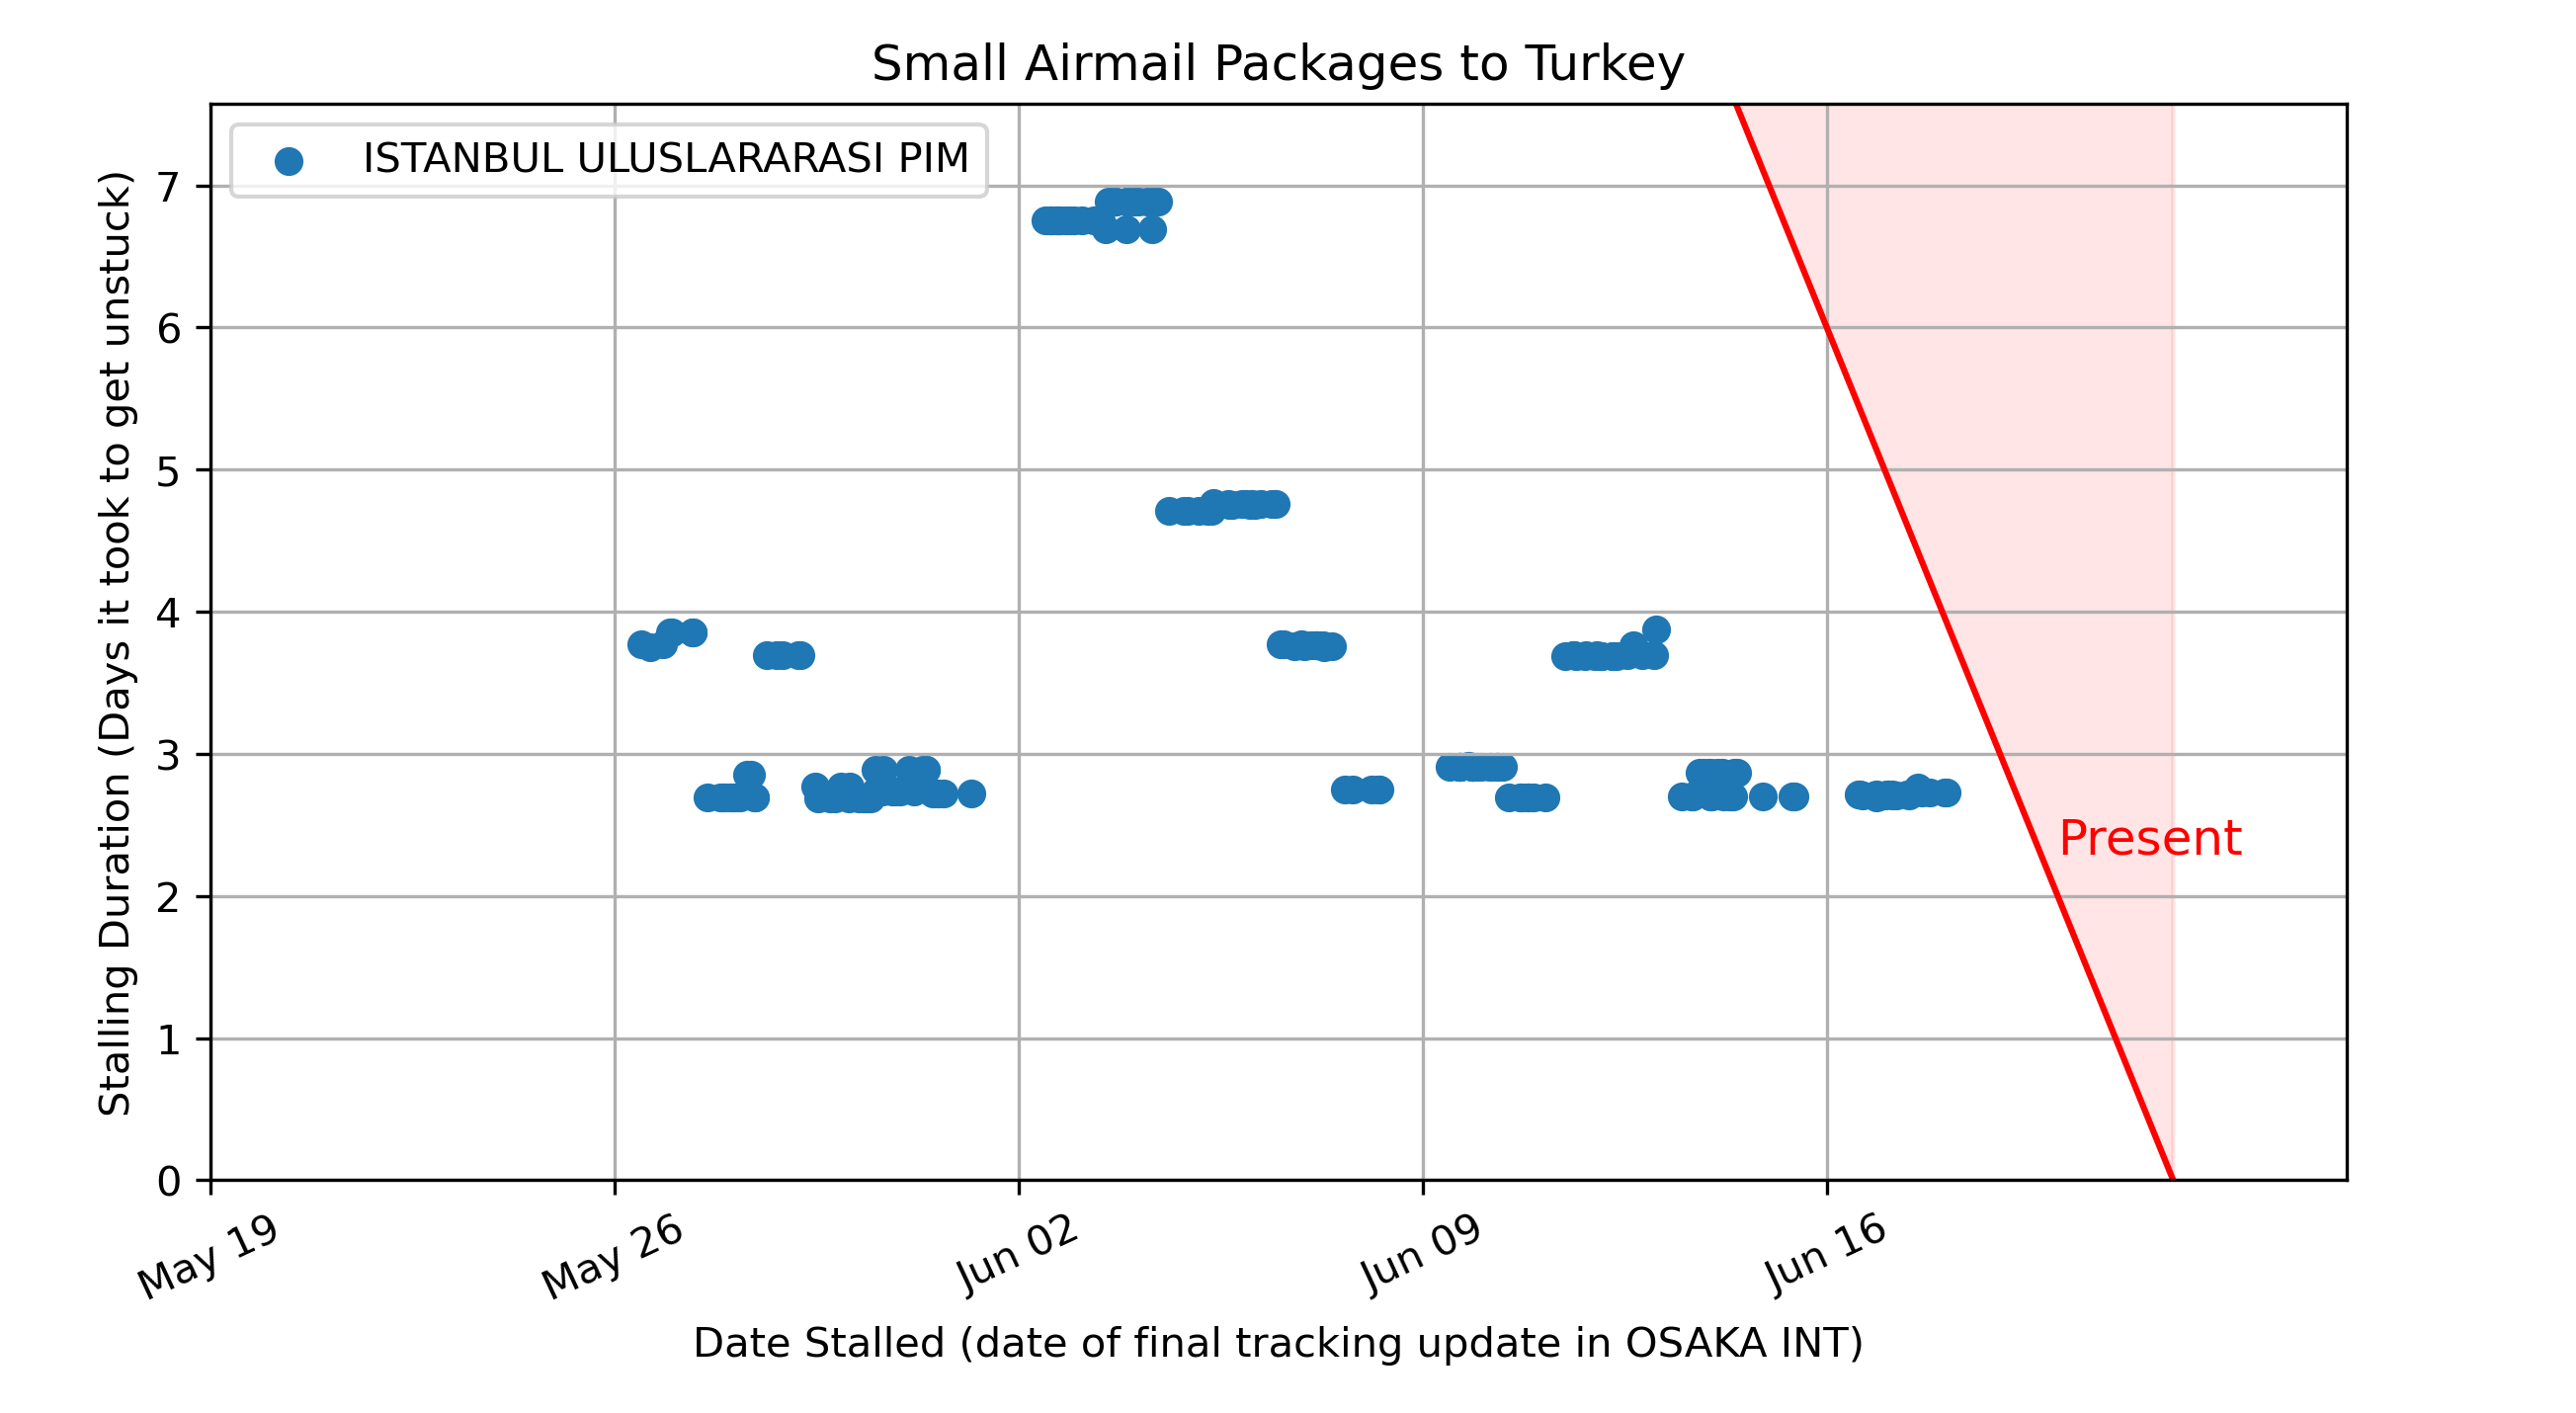 Small Airmail Packages to Turkey
ISTANBUL ULUSLARARASI PIM
Stalling Duration (Days it took to get unstuck)
7
6
5
4
3
2
1
0
Present
May 19
May 26
Jun 02
Jun 09
Jun 16
Date Stalled (date of final tracking update in OSAKA INT)